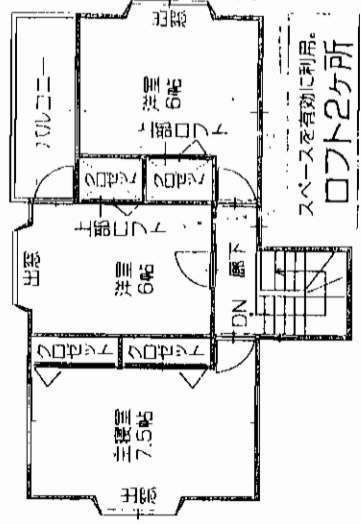 出窓
バルコニー
洋室
6帖
上部ロフト
クロゼット
クロゼット
上部ロフト
出窓
洋室
6帖
廊下
DN
クロゼット
クロゼット
主寝室
7.5帖
出窓
スペースを有効に利用。
ロフト2ヶ所